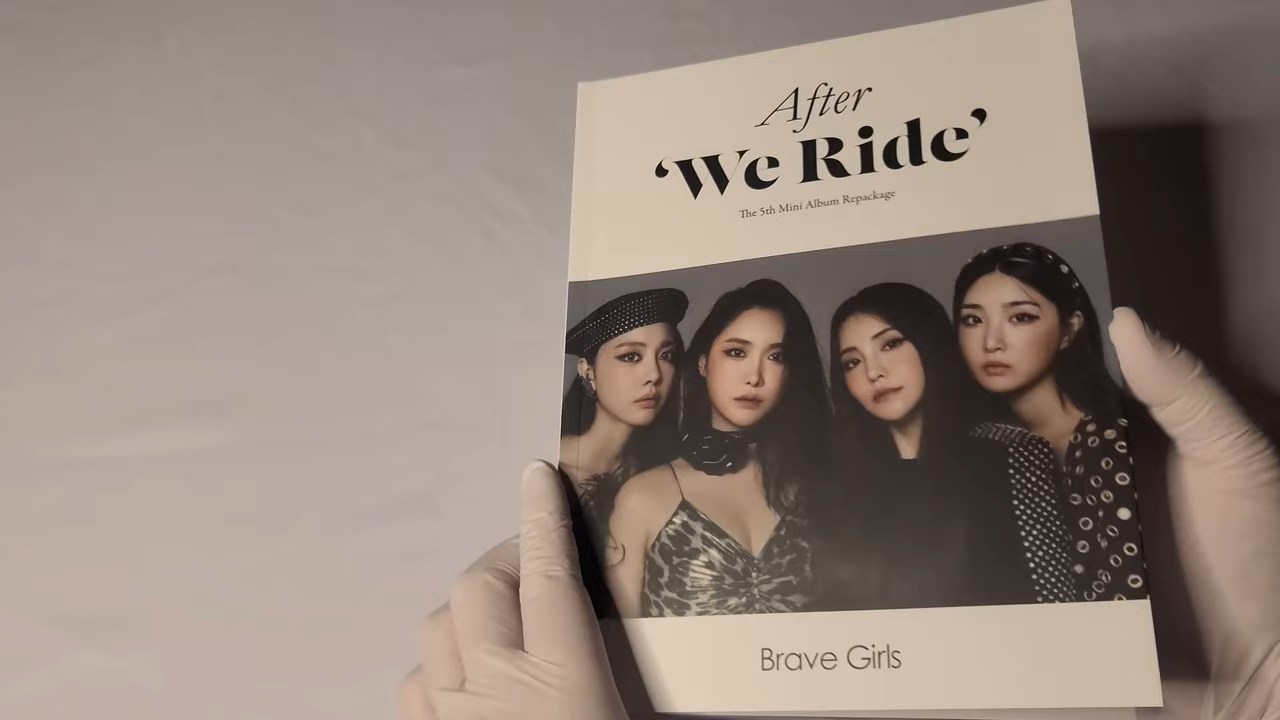 After
‘We Ride’
The 5th Mini Album Repackage
Brave Girls